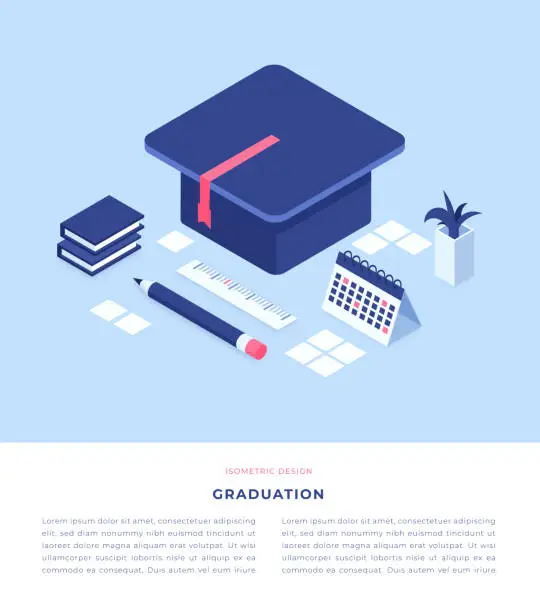 ISOMETRIC DESIGN
GRADUATION
Lorem ipsum dolor sit amet, consectetuer adipiscing
elit, sed diam nonummy nibh euismod tincidunt ut
laoreet dolore magna aliquam erat volutpat. Ut wisi
ullamcorper suscipit lobortis nisl ut aliquip ex ea
commodo ea consequat. Duis autem vel eum iriure
Lorem ipsum dolor sit amet, consectetuer adipiscing
elit, sed diam nonummy nibh euismod tincidunt ut
laoreet dolore magna aliquam erat volutpat. Ut wisi
ullamcorper suscipit lobortis nisl ut aliquip ex ea
commodo ea consequat. Duis autem vel eum iriure